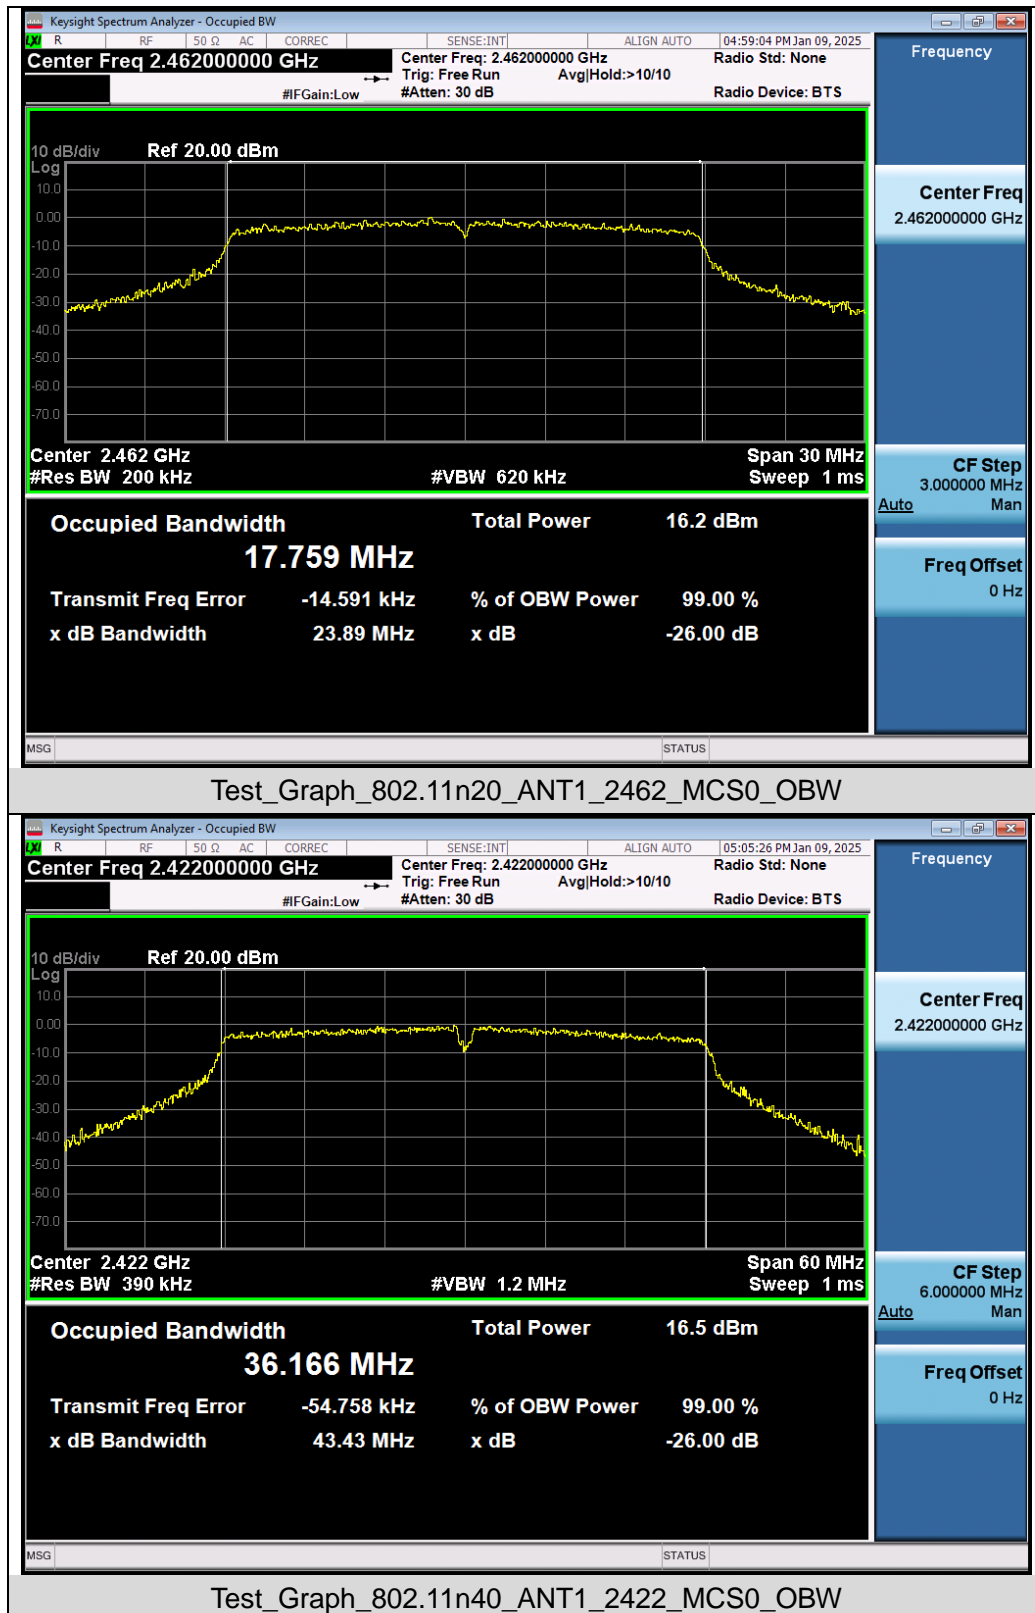 Keysight Spectrum Analyzer - Occupied BW
LXI R RF 50 Ω AC CORREC SENSE:INT ALIGN AUTO 04:59:04 PM Jan 09, 2025
Center Freq 2.462000000 GHz
Center Freq: 2.462000000 GHz
Radio Std: None
Trig: Free Run Avg|Hold:>10/10
#IFGain:Low
#Atten: 30 dB
Radio Device: BTS
10 dB/div Ref 20.00 dBm
Log
10.0
0.00
-10.0
-20.0
-30.0
-40.0
-50.0
-60.0
-70.0
Center 2.462 GHz Span 30 MHz
#Res BW 200 kHz #VBW 620 kHz Sweep 1 ms
Occupied Bandwidth Total Power 16.2 dBm
17.759 MHz
Transmit Freq Error -14.591 kHz % of OBW Power 99.00 %
x dB Bandwidth 23.89 MHz x dB -26.00 dB
MSG STATUS
Frequency
Center Freq
2.462000000 GHz
CF Step
3.000000 MHz
Auto Man
Freq Offset
0 Hz
Test_Graph_802.11n20_ANT1_2462_MCS0_OBW
Keysight Spectrum Analyzer - Occupied BW
LXI R RF 50 Ω AC CORREC SENSE:INT ALIGN AUTO 05:05:26 PM Jan 09, 2025
Center Freq 2.422000000 GHz
Center Freq: 2.422000000 GHz
Radio Std: None
Trig: Free Run Avg|Hold:>10/10
#IFGain:Low
#Atten: 30 dB
Radio Device: BTS
10 dB/div Ref 20.00 dBm
Log
10.0
0.00
-10.0
-20.0
-30.0
-40.0
-50.0
-60.0
-70.0
Center 2.422 GHz Span 60 MHz
#Res BW 390 kHz #VBW 1.2 MHz Sweep 1 ms
Occupied Bandwidth Total Power 16.5 dBm
36.166 MHz
Transmit Freq Error -54.758 kHz % of OBW Power 99.00 %
x dB Bandwidth 43.43 MHz x dB -26.00 dB
MSG STATUS
Frequency
Center Freq
2.422000000 GHz
CF Step
6.000000 MHz
Auto Man
Freq Offset
0 Hz
Test_Graph_802.11n40_ANT1_2422_MCS0_OBW